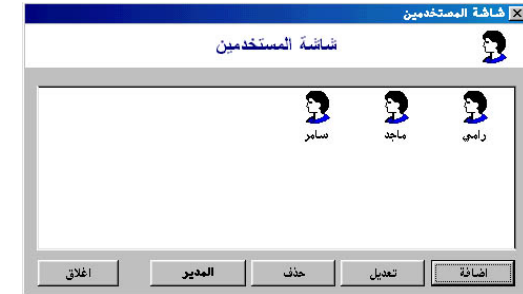 شاشة المستخدمين
شاشة المستخدمين
رامي ماجد سامر
اضافة تعديل حذف المدير اغلاق